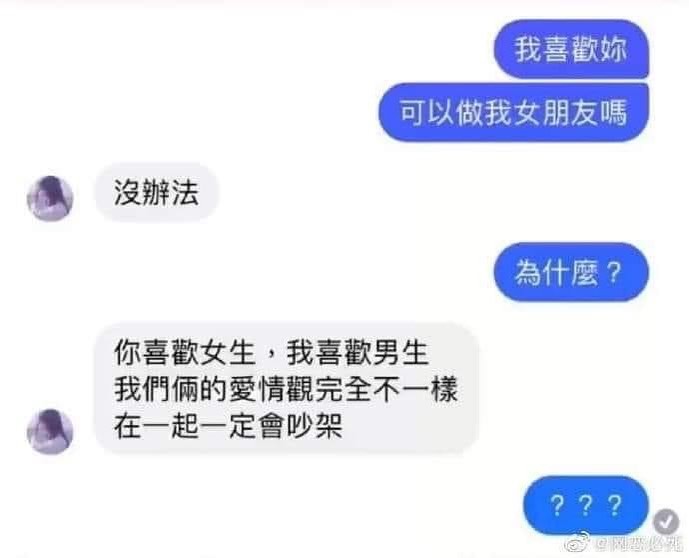 我喜歡妳
可以做我女朋友嗎
沒辦法
為什麼？
你喜歡女生，我喜歡男生
我們倆的愛情觀完全不一樣
在一起一定會吵架
？？？
@网恋必死